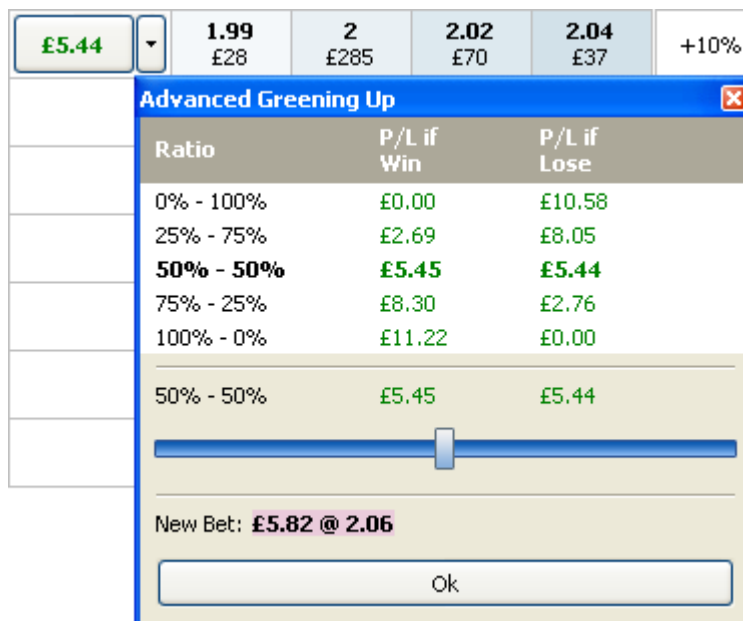 £5.44 1.99 2 2.02 2.04 +10%
£28 £285 £70 £37
Advanced Greening Up
Ratio P/L if Win P/L if Lose
0% - 100% £0.00 £10.58
25% - 75% £2.69 £8.05
50% - 50% £5.45 £5.44
75% - 25% £8.30 £2.76
100% - 0% £11.22 £0.00
50% - 50% £5.45 £5.44
New Bet: £5.82 @ 2.06
Ok